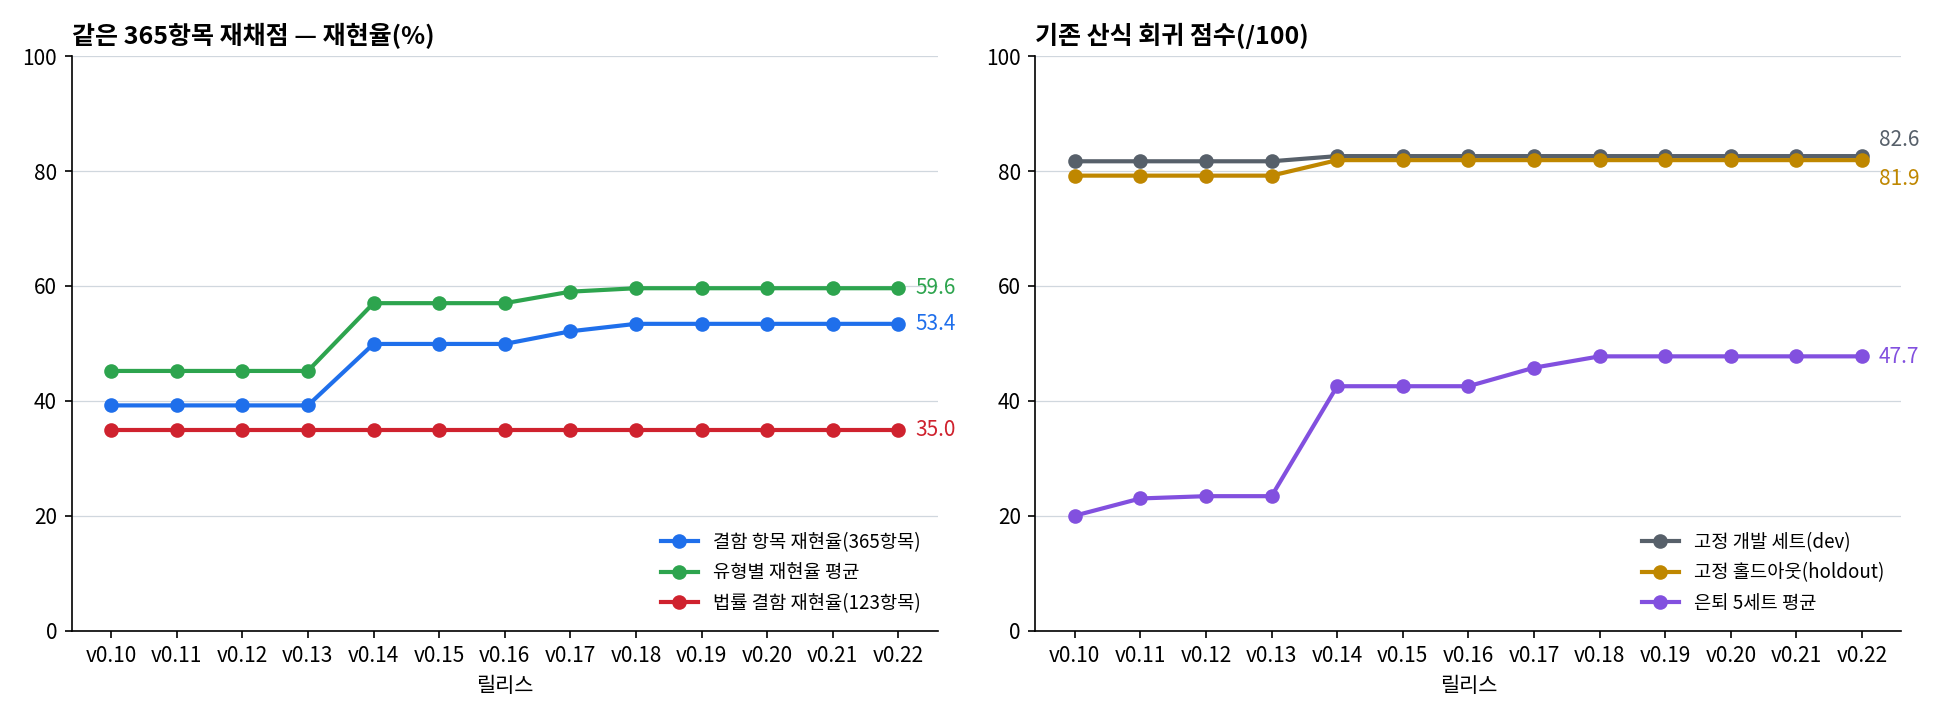 같은 365항목 재채점 — 재현율(%)
100
80
60
40
20
0
59.6
53.4
35.0
결함 항목 재현율(365항목)
유형별 재현율 평균
법률 결함 재현율(123항목)
v0.10 v0.11 v0.12 v0.13 v0.14 v0.15 v0.16 v0.17 v0.18 v0.19 v0.20 v0.21 v0.22
릴리스
기존 산식 회귀 점수(/100)
100
80
60
40
20
0
82.6
81.9
47.7
고정 개발 세트(dev)
고정 홀드아웃(holdout)
은퇴 5세트 평균
v0.10 v0.11 v0.12 v0.13 v0.14 v0.15 v0.16 v0.17 v0.18 v0.19 v0.20 v0.21 v0.22
릴리스